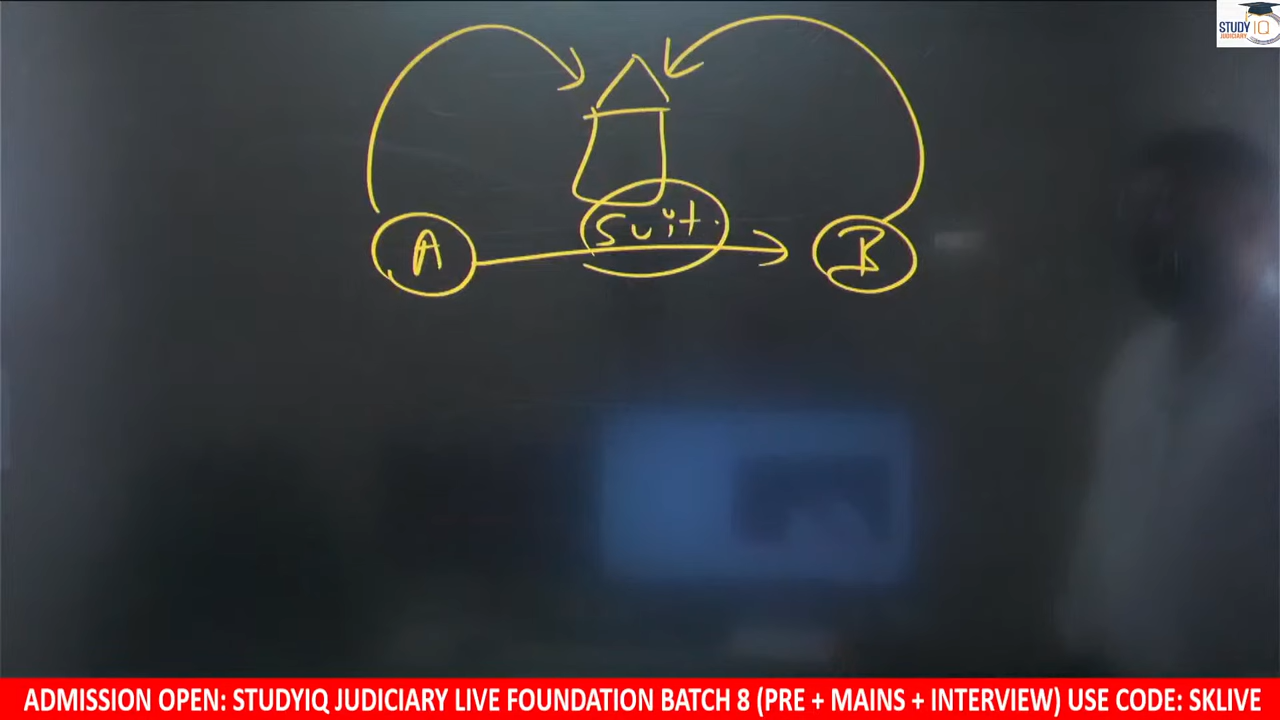 STUDY IQ
JUDICIARY
suit.
A
B
ADMISSION OPEN: STUDYIQ JUDICIARY LIVE FOUNDATION BATCH 8 (PRE + MAINS + INTERVIEW) USE CODE: SKLIVE